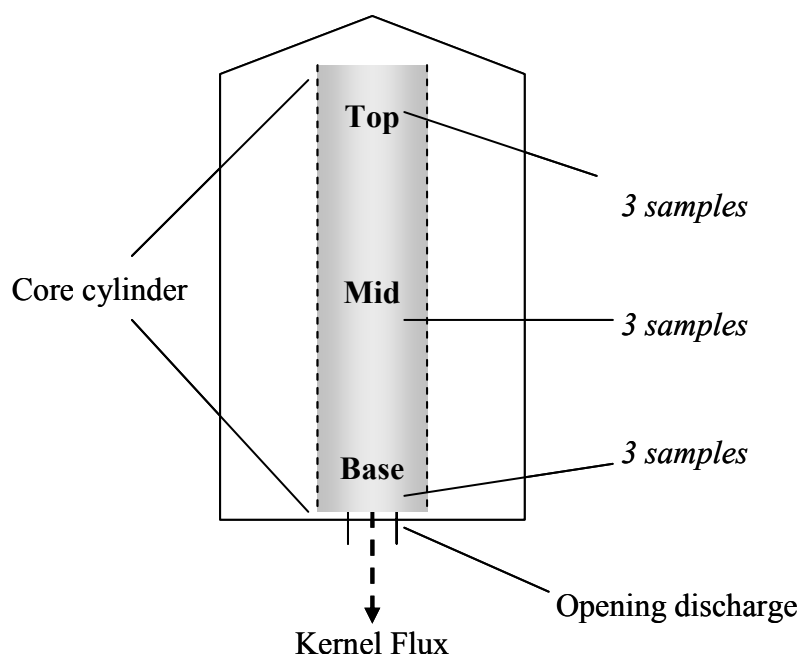 Top
3 samples
Core cylinder
Mid
3 samples
Base
3 samples
Opening discharge
Kernel Flux